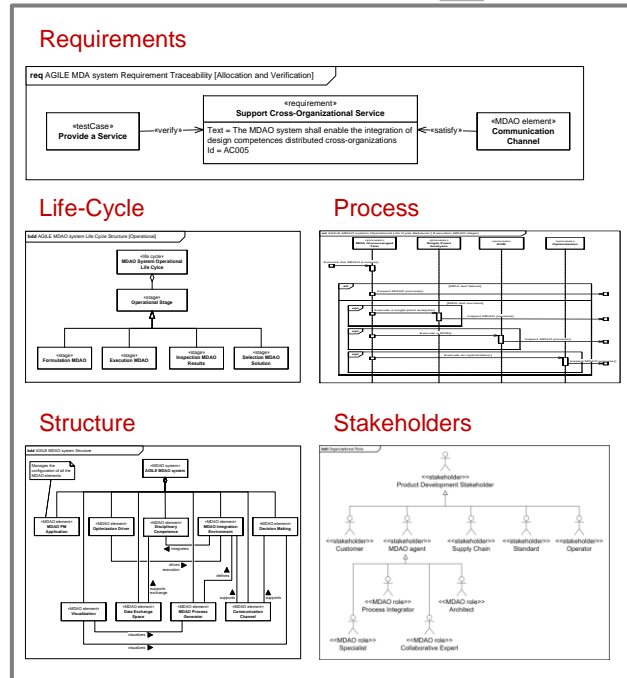 Requirements
req AGILE MDA system Requirement Traceability [Allocation and Verification]
«testCase»
Provide a Service
«verify»
«requirement»
Support Cross-Organizational Service
Text = The MDAO system shall enable the integration of
design competences distributed cross-organizations
Id = AC005
«satisfy»
«MDAO element»
Communication
Channel
Life-Cycle
bdd AGILE MDAO system Life Cycle Structure [Operational]
«life cycle»
MDAO System Operational
Life Cylce
«stage»
Operational Stage
«stage»
Formulation MDAO
«stage»
Execution MDAO
«stage»
Inspection MDAO
Results
«stage»
Selection MDAO
Solution
Process
Structure
bdd AGILE MDAO system Structure
Manages the
configuration of all the
MDAO elements
«MDAO system»
AGILE MDAO system
«MDAO element»
MDAO PM
Application
«MDAO element»
Optimization Driver
«MDAO element»
Disciplinary
Competence
«MDAO element»
MDAO Integration
Environment
«MDAO element»
Decision Making
integrates
drives
execution
supports
exchange
defines
supports
supports
«MDAO element»
Visualization
«MDAO element»
Data Exchange
Space
«MDAO element»
MDAO Process
Generator
«MDAO element»
Communication
Channel
visualizes
visualizes
Stakeholders
bdd Organizational Role
<<stakeholder>>
Product Development Stakeholder
<<stakeholder>>
Customer
<<stakeholder>>
MDAO agent
<<stakeholder>>
Supply Chain
<<stakeholder>>
Standard
<<stakeholder>>
Operator
<<MDAO role>>
Process Integrator
<<MDAO role>>
Architect
<<MDAO role>>
Specialist
<<MDAO role>>
Collaborative Expert